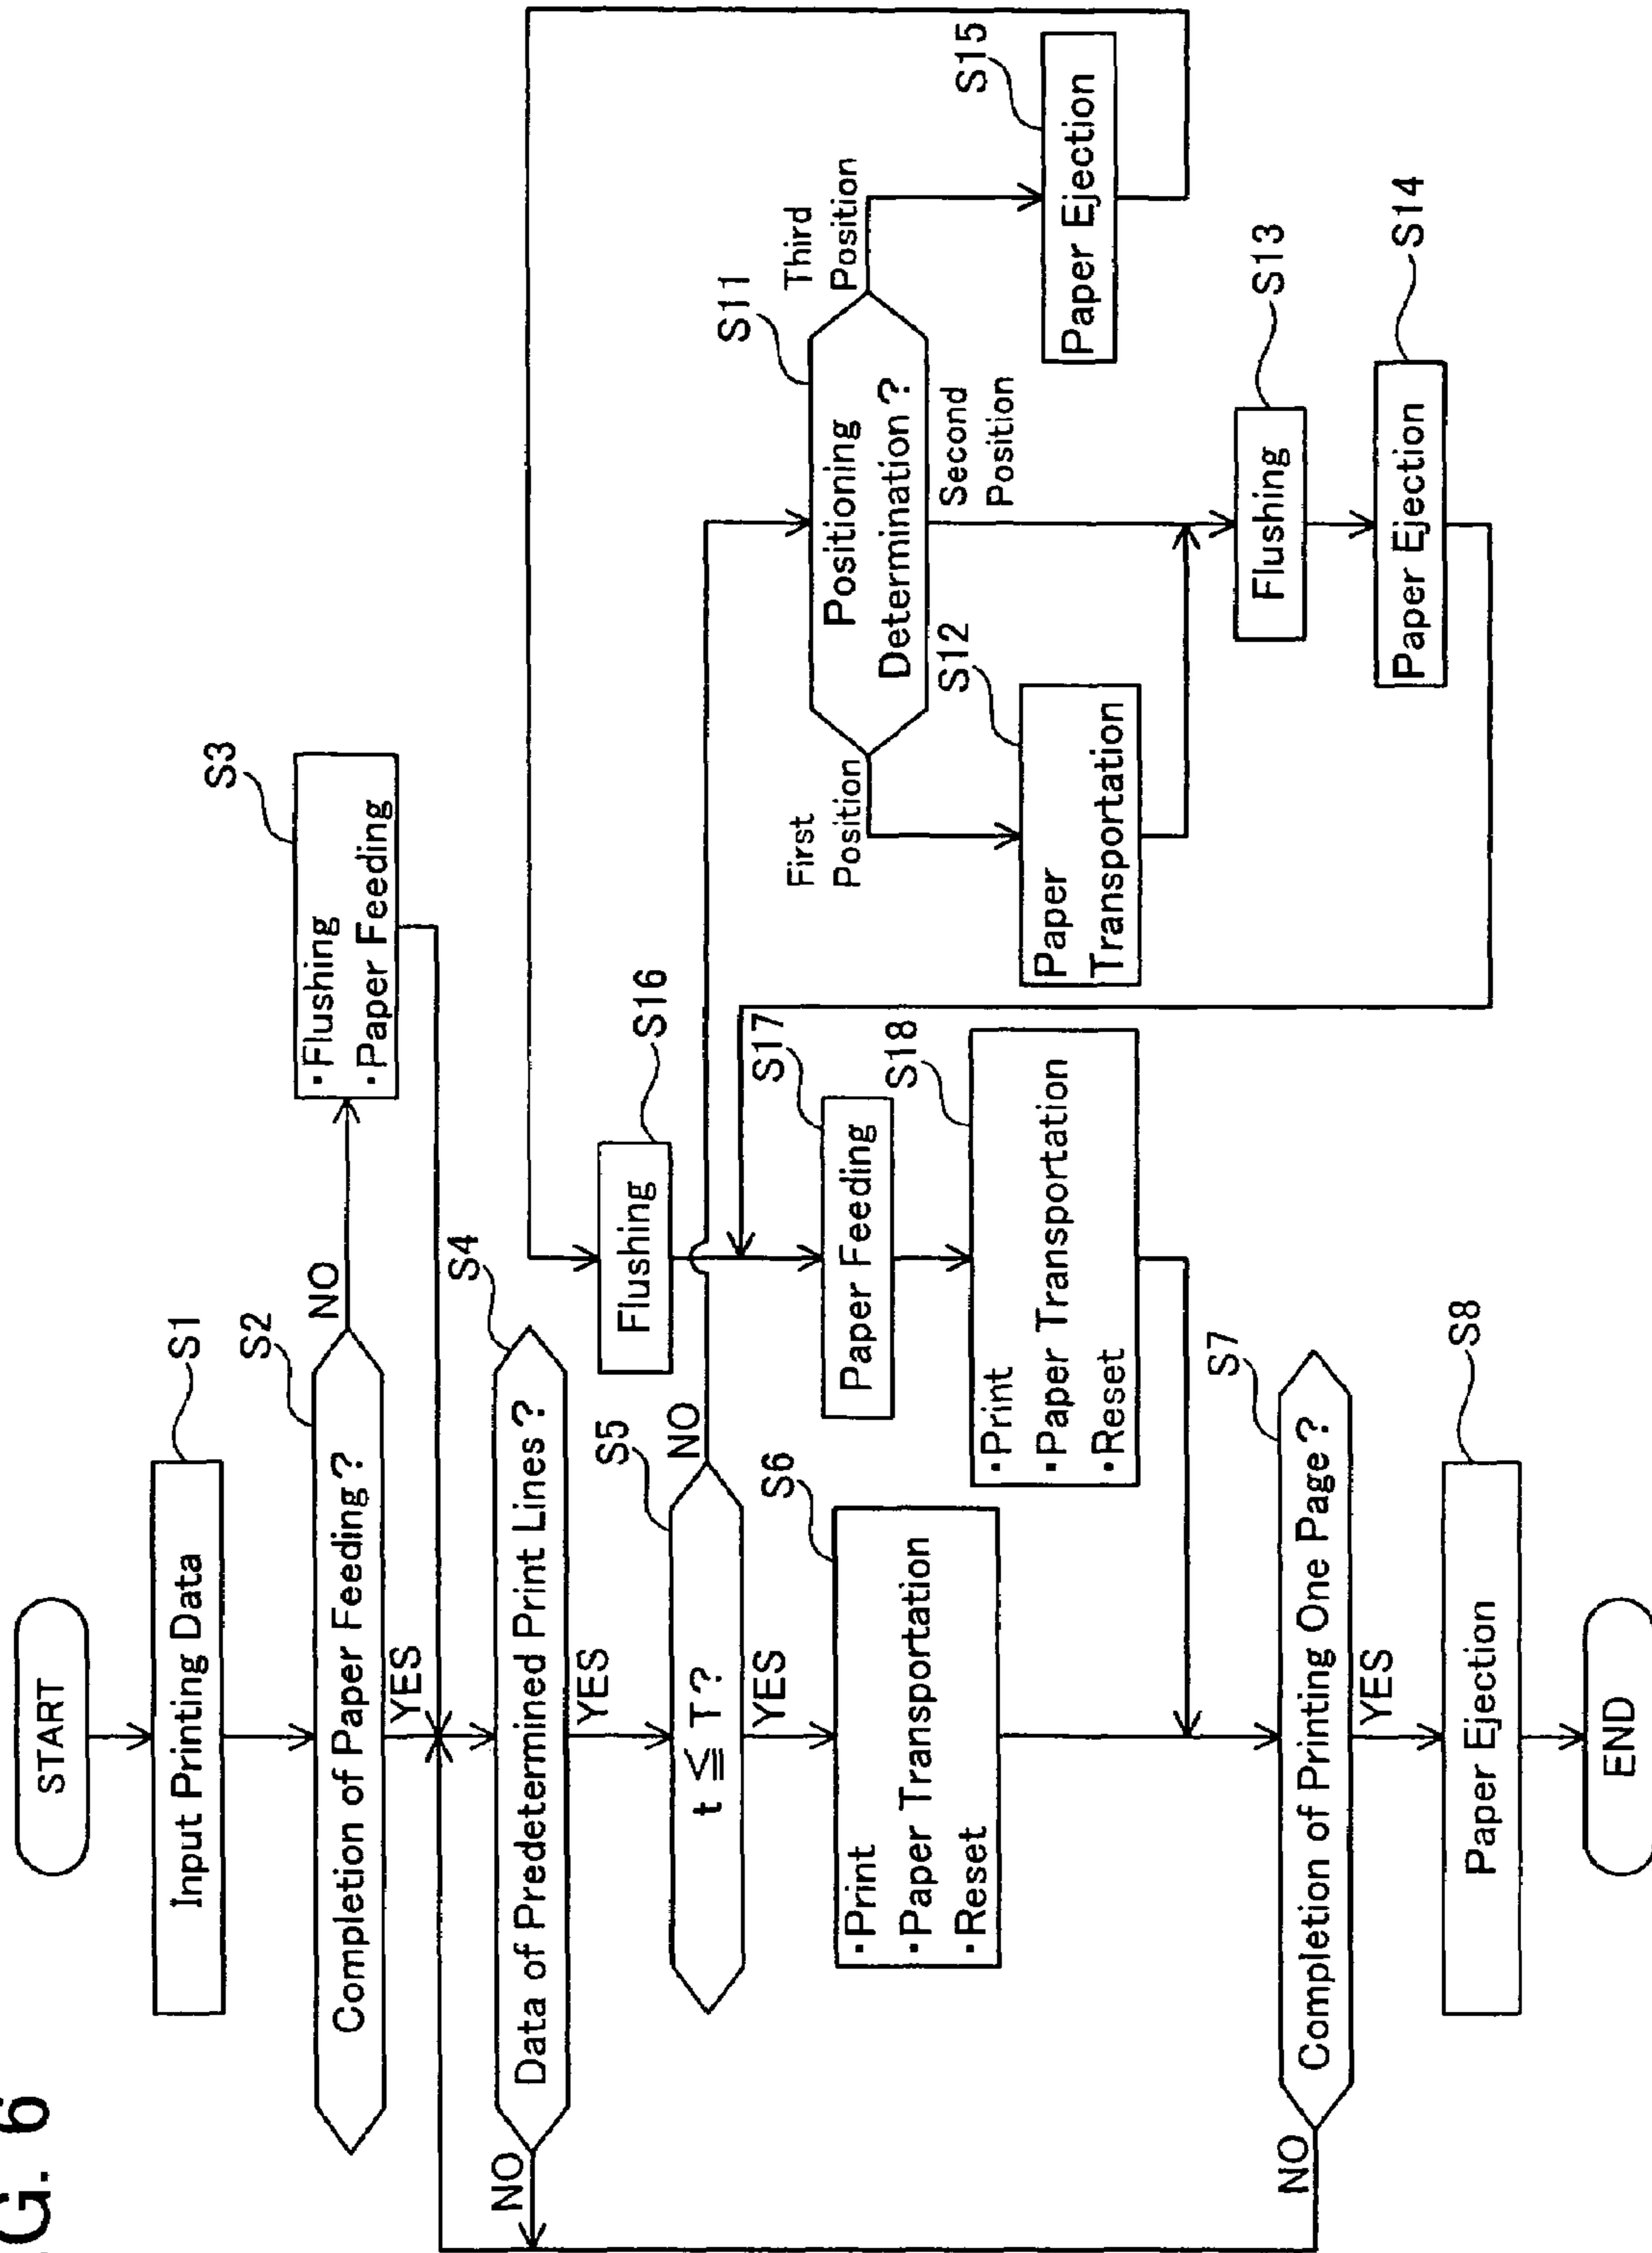 G. 6
START
Input Printing Data
S1
Completion of Paper Feeding?
S2
NO
YES
·Flushing
·Paper Feeding
S3
Data of Predetermined Print Lines?
S4
NO
YES
t ≦ T?
S5
NO
YES
·Print
·Paper Transportation
·Reset
S6
Flushing
S16
Paper Feeding
S17
·Print
·Paper Transportation
·Reset
S18
Positioning
Determination?
S11
First
Position
Second
Position
Third
Position
Paper
Transportation
S12
Paper Ejection
S15
Flushing
S13
Paper Ejection
S14
Completion of Printing One Page?
S7
NO
YES
Paper Ejection
S8
END